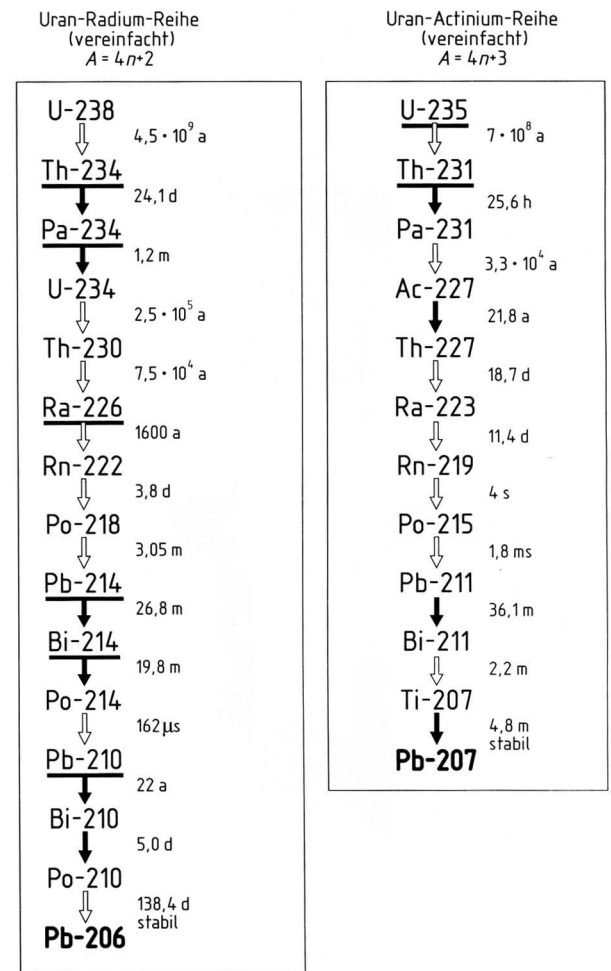 Uran-Radium-Reihe
(vereinfacht)
A = 4n+2
U-238
4,5 · 10⁹ a
Th-234
24,1 d
Pa-234
1,2 m
U-234
2,5 · 10⁵ a
Th-230
7,5 · 10⁴ a
Ra-226
1600 a
Rn-222
3,8 d
Po-218
3,05 m
Pb-214
26,8 m
Bi-214
19,8 m
Po-214
162 µs
Pb-210
22 a
Bi-210
5,0 d
Po-210
138,4 d
stabil
Pb-206
Uran-Actinium-Reihe
(vereinfacht)
A = 4n+3
U-235
7 · 10⁸ a
Th-231
25,6 h
Pa-231
3,3 · 10⁴ a
Ac-227
21,8 a
Th-227
18,7 d
Ra-223
11,4 d
Rn-219
4 s
Po-215
1,8 ms
Pb-211
36,1 m
Bi-211
2,2 m
Ti-207
4,8 m
stabil
Pb-207